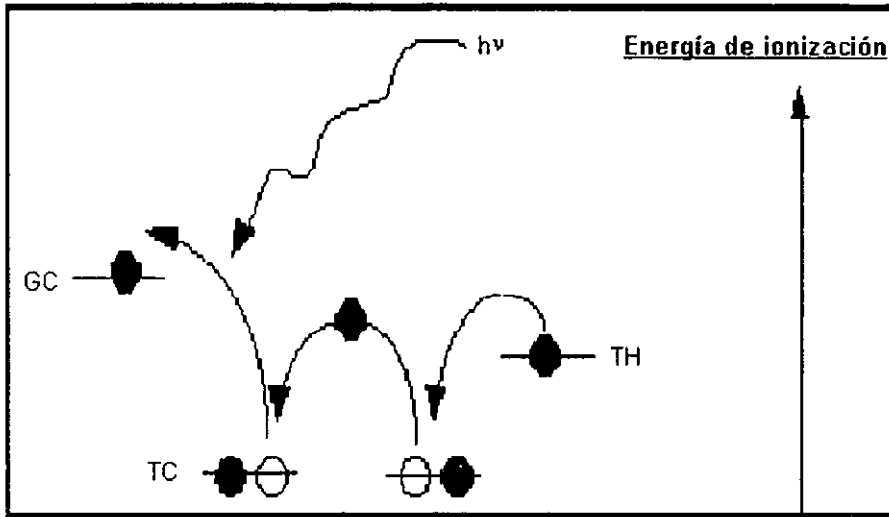 hν
Energía de ionización
GC
TH
TC